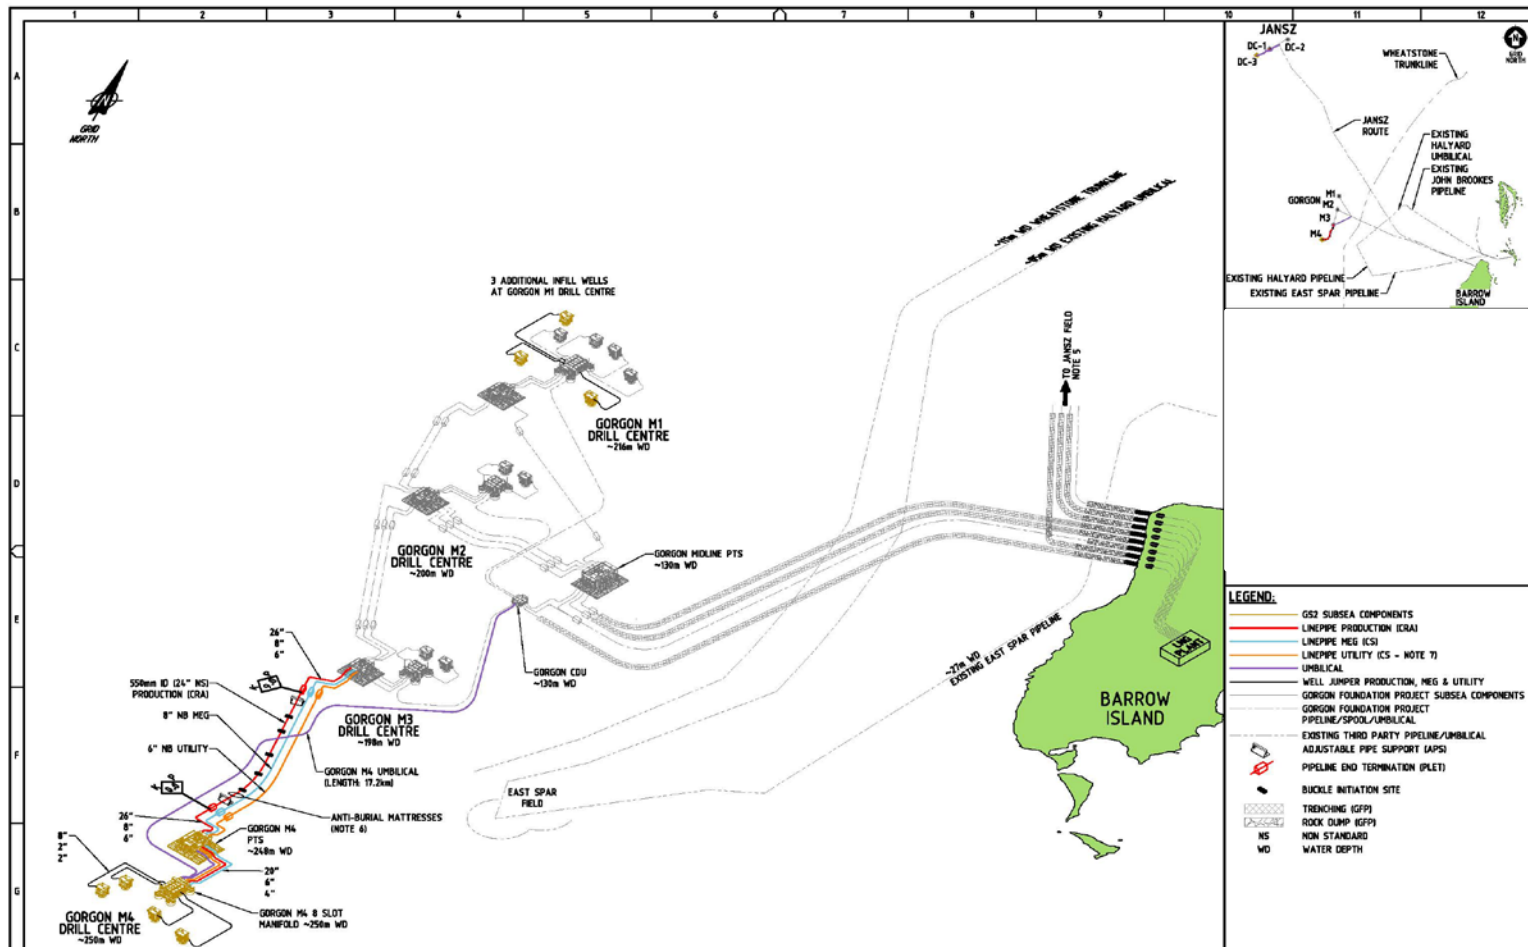 1 2 3 4 5 6 7 8 9 10 11 12
A
B
C
D
E
F
G
GRID
NORTH
3 ADDITIONAL INFILL WELLS
AT GORGON M1 DRILL CENTRE
GORGON M1
DRILL CENTRE
~216m WD
~113m WD WHEATSTONE TRUNKLINE
~95m WD EXISTING HALYARD UMBILICAL
TO JANSZ FIELD
NOTE 5
GORGON M2
DRILL CENTRE
~200m WD
GORGON MIDLINE PTS
~130m WD
GORGON CDU
~130m WD
~27m WD
EXISTING EAST SPAR PIPELINE
26"
8"
6"
550mm ID (24" NS)
PRODUCTION (CRA)
8" NB MEG
6" NB UTILITY
GORGON M3
DRILL CENTRE
~198m WD
GORGON M4 UMBILICAL
(LENGTH: 17.2km)
EAST SPAR
FIELD
ANTI-BURIAL MATTRESSES
(NOTE 6)
26"
8"
6"
GORGON M4
PTS
~248m WD
8"
2"
2"
20"
6"
4"
GORGON M4 8 SLOT
MANIFOLD ~250m WD
GORGON M4
DRILL CENTRE
~250m WD
LNG
PLANT
BARROW
ISLAND
JANSZ
DC-1
DC-2
DC-3
WHEATSTONE
TRUNKLINE
N
GRID
NORTH
JANSZ
ROUTE
EXISTING
HALYARD
UMBILICAL
EXISTING
JOHN BROOKES
PIPELINE
GORGON
M1
M2
M3
M4
EXISTING HALYARD PIPELINE
EXISTING EAST SPAR PIPELINE
BARROW
ISLAND
LEGEND:
GS2 SUBSEA COMPONENTS
LINEPIPE PRODUCTION (CRA)
LINEPIPE MEG (CS)
LINEPIPE UTILITY (CS - NOTE 7)
UMBILICAL
WELL JUMPER PRODUCTION, MEG & UTILITY
GORGON FOUNDATION PROJECT SUBSEA COMPONENTS
GORGON FOUNDATION PROJECT
PIPELINE/SPOOL/UMBILICAL
EXISTING THIRD PARTY PIPELINE/UMBILICAL
ADJUSTABLE PIPE SUPPORT (APS)
PIPELINE END TERMINATION (PLET)
BUCKLE INITIATION SITE
TRENCHING (GFP)
ROCK DUMP (GFP)
NS NON STANDARD
WD WATER DEPTH